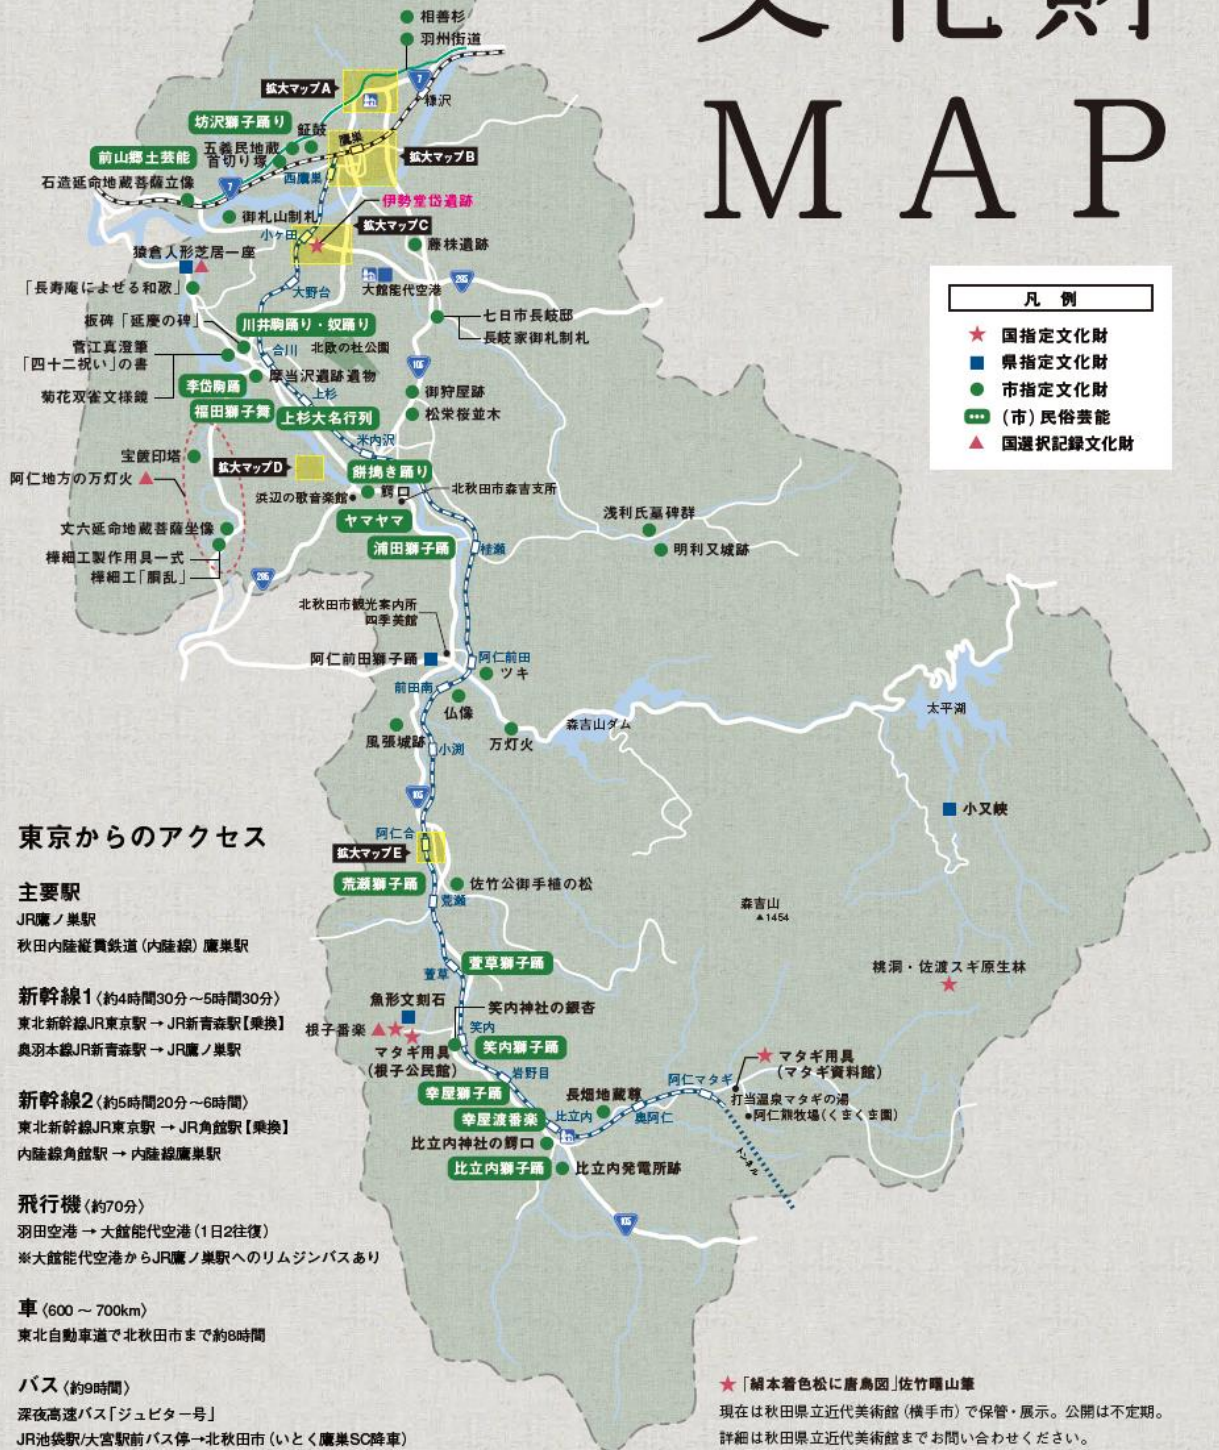 文化財
MAP
相善杉
羽州街道
拡大マップA
7
綴子
糠沢
坊沢獅子踊り
鉦鼓
五義民地蔵
首切り塚
鷹巣
拡大マップB
前山郷土芸能
西鷹巣
石造延命地蔵菩薩立像
7
伊勢堂岱遺跡
御札山制札
拡大マップC
小ヶ田
藤株遺跡
猿倉人形芝居一座
大館能代空港
285
「長寿庵によせる和歌」
大野台
七日市長岐邸
長岐家御札制札
板碑「延慶の碑」
川井駒踊り・奴踊り
菅江真澄筆
「四十二祝い」の書
合川
北欧の杜公園
105
菊花双雀文様鏡
李岱駒踊
摩当沢遺跡遺物
上杉
御狩屋跡
福田獅子舞
上杉大名行列
松栄桜並木
米内沢
宝篋印塔
拡大マップD
餅搗き踊り
阿仁地方の万灯火
浜辺の歌音楽館
鰐口
北秋田市森吉支所
ヤマヤマ
浅利氏墓碑群
丈六延命地蔵菩薩坐像
浦田獅子踊
桂瀬
明利又城跡
樺細工製作用具一式
樺細工「胴乱」
285
北秋田市観光案内所
四季美館
阿仁前田獅子踊
阿仁前田
ツキ
前田南
仏像
太平湖
森吉山ダム
風張城跡
小渕
万灯火
105
小又峡
阿仁合
拡大マップE
荒瀬獅子踊
佐竹公御手植の松
荒瀬
森吉山
▲1454
萱草獅子踊
萱草
桃洞・佐渡スギ原生林
魚形文刻石
笑内神社の銀杏
根子番楽
笑内
マタギ用具
(根子公民館)
笑内獅子踊
マタギ用具
(マタギ資料館)
岩野目
阿仁マタギ
幸屋獅子踊
長畑地蔵尊
打当温泉マタギの湯
幸屋渡番楽
比立内
奥阿仁
阿仁熊牧場(くまくま園)
比立内神社の鰐口
トンネル
比立内獅子踊
比立内発電所跡
105
凡 例
国指定文化財
県指定文化財
市指定文化財
(市)民俗芸能
国選択記録文化財
東京からのアクセス
主要駅
JR鷹ノ巣駅
秋田内陸縦貫鉄道(内陸線)鷹巣駅
新幹線1〈約4時間30分～5時間30分〉
東北新幹線JR東京駅 → JR新青森駅【乗換】
奥羽本線JR新青森駅 → JR鷹ノ巣駅
新幹線2〈約5時間20分～6時間〉
東北新幹線JR東京駅 → JR角館駅【乗換】
内陸線角館駅 → 内陸線鷹巣駅
飛行機〈約70分〉
羽田空港 → 大館能代空港(1日2往復)
※大館能代空港からJR鷹ノ巣駅へのリムジンバスあり
車〈600 ～ 700km〉
東北自動車道で北秋田市まで約8時間
バス〈約9時間〉
深夜高速バス「ジュピター号」
JR池袋駅/大宮駅前バス停→北秋田市(いとく鷹巣SC降車)
★「絹本着色松に唐鳥図」佐竹曙山筆
現在は秋田県立近代美術館(横手市)で保管・展示。公開は不定期。
詳細は秋田県立近代美術館までお問い合わせください。